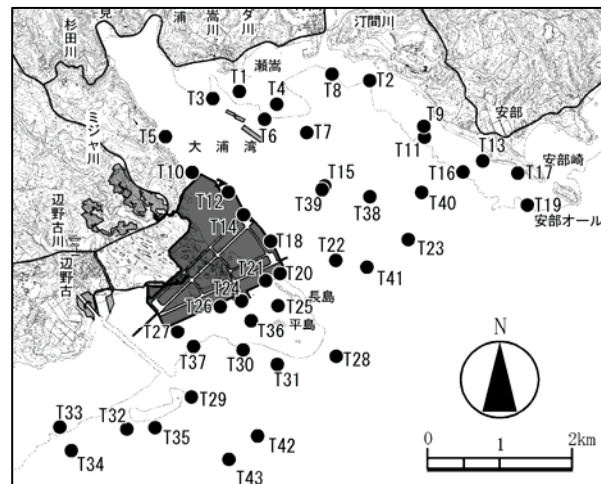 見
浦
嵩
川
ダ
川
汀間川
杉
田
川
瀬嵩
T1
T4
T3
T8
T2
ミ
ジ
ャ
川
T5
T6
T7
T9
安部
T11
大浦湾
T13
T10
T15
T16
安部崎
T17
辺
野
古
川
T12
T39
T38
T40
T19
安部オール
T14
辺
野
古
T18
T22
T23
T21
T20
T41
T24
長島
T26
T25
平島
T27
T36
N
T37
T30
T28
T31
T29
T33
T32
T35
T34
T42
T43
0 1 2km